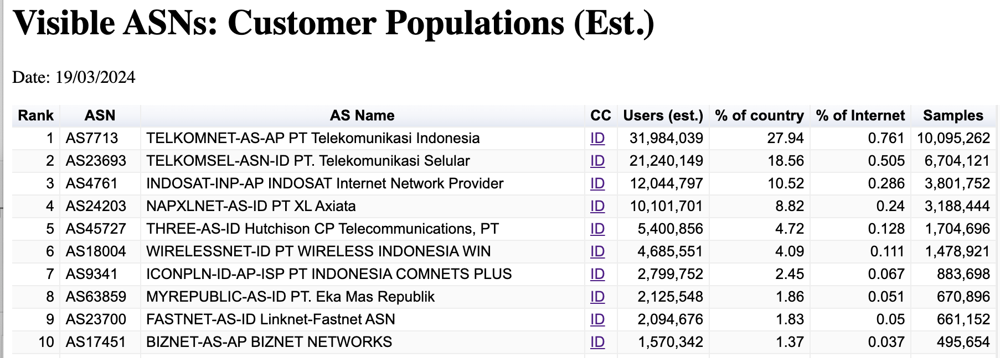 Visible ASNs: Customer Populations (Est.)
Date: 19/03/2024
Rank ASN AS Name CC Users (est.) % of country % of Internet Samples
1 AS7713 TELKOMNET-AS-AP PT Telekomunikasi Indonesia ID 31,984,039 27.94 0.761 10,095,262
2 AS23693 TELKOMSEL-ASN-ID PT. Telekomunikasi Selular ID 21,240,149 18.56 0.505 6,704,121
3 AS4761 INDOSAT-INP-AP INDOSAT Internet Network Provider ID 12,044,797 10.52 0.286 3,801,752
4 AS24203 NAPXLNET-AS-ID PT XL Axiata ID 10,101,701 8.82 0.24 3,188,444
5 AS45727 THREE-AS-ID Hutchison CP Telecommunications, PT ID 5,400,856 4.72 0.128 1,704,696
6 AS18004 WIRELESSNET-ID PT WIRELESS INDONESIA WIN ID 4,685,551 4.09 0.111 1,478,921
7 AS9341 ICONPLN-ID-AP-ISP PT INDONESIA COMNETS PLUS ID 2,799,752 2.45 0.067 883,698
8 AS63859 MYREPUBLIC-AS-ID PT. Eka Mas Republik ID 2,125,548 1.86 0.051 670,896
9 AS23700 FASTNET-AS-ID Linknet-Fastnet ASN ID 2,094,676 1.83 0.05 661,152
10 AS17451 BIZNET-AS-AP BIZNET NETWORKS ID 1,570,342 1.37 0.037 495,654